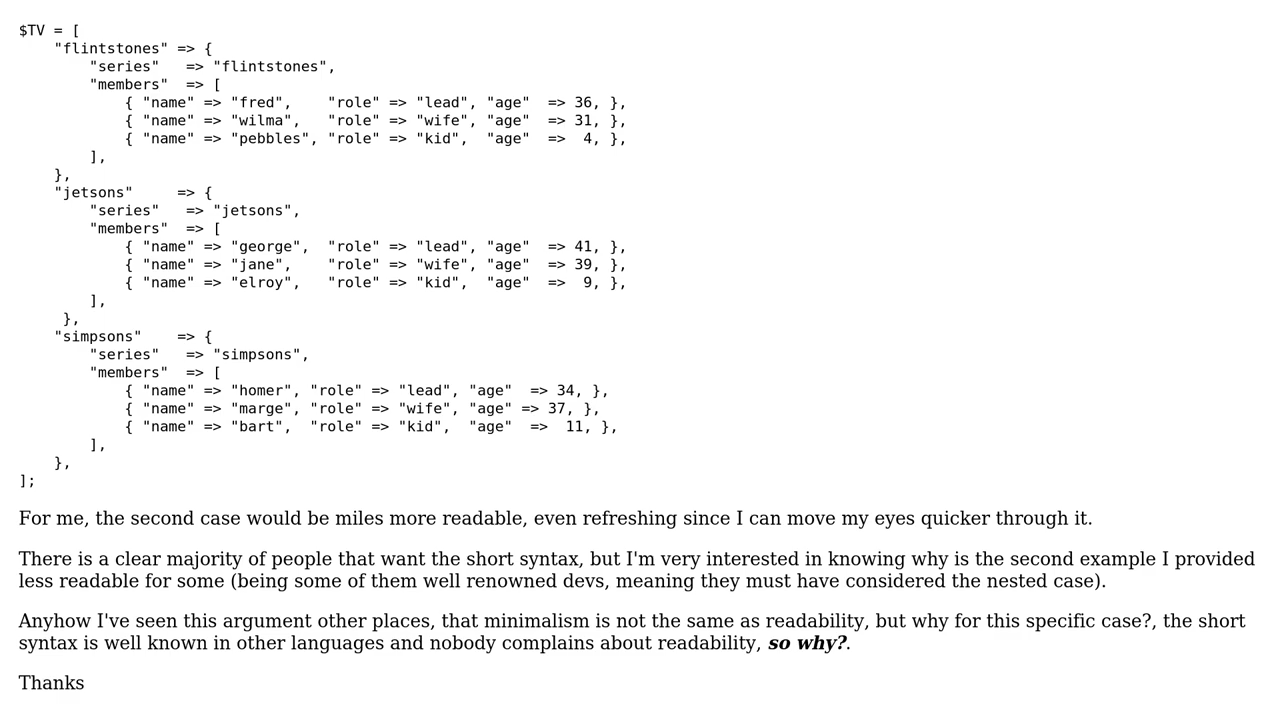 $TV = [
    "flintstones" => {
        "series"   => "flintstones",
        "members"  => [
            { "name" => "fred",    "role" => "lead", "age"  => 36, },
            { "name" => "wilma",   "role" => "wife", "age"  => 31, },
            { "name" => "pebbles", "role" => "kid",  "age"  =>  4, },
        ],
    },
    "jetsons"     => {
        "series"   => "jetsons",
        "members"  => [
            { "name" => "george",  "role" => "lead", "age"  => 41, },
            { "name" => "jane",    "role" => "wife", "age"  => 39, },
            { "name" => "elroy",   "role" => "kid",  "age"  =>  9, },
        ],
     },
    "simpsons"    => {
        "series"   => "simpsons",
        "members"  => [
            { "name" => "homer", "role" => "lead", "age"  => 34, },
            { "name" => "marge", "role" => "wife", "age" => 37, },
            { "name" => "bart",  "role" => "kid",  "age"  =>  11, },
        ],
    },
];
For me, the second case would be miles more readable, even refreshing since I can move my eyes quicker through it.
There is a clear majority of people that want the short syntax, but I'm very interested in knowing why is the second example I provided
less readable for some (being some of them well renowned devs, meaning they must have considered the nested case).
Anyhow I've seen this argument other places, that minimalism is not the same as readability, but why for this specific case?, the short
syntax is well known in other languages and nobody complains about readability, so why?.
Thanks